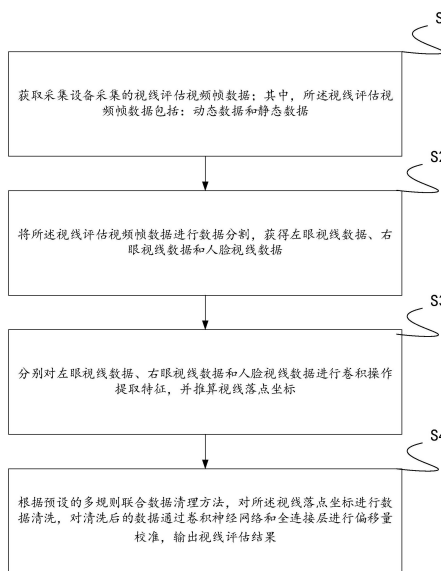 S
获取采集设备采集的视线评估视频帧数据；其中，所述视线评估视
频帧数据包括：动态数据和静态数据
S2
将所述视线评估视频帧数据进行数据分割，获得左眼视线数据、右
眼视线数据和人脸视线数据
S3
分别对左眼视线数据、右眼视线数据和人脸视线数据进行卷积操作
提取特征，并推算视线落点坐标
S4
根据预设的多规则联合数据清理方法，对所述视线落点坐标进行数
据清洗，对清洗后的数据通过卷积神经网络和全连接层进行偏移量
校准，输出视线评估结果